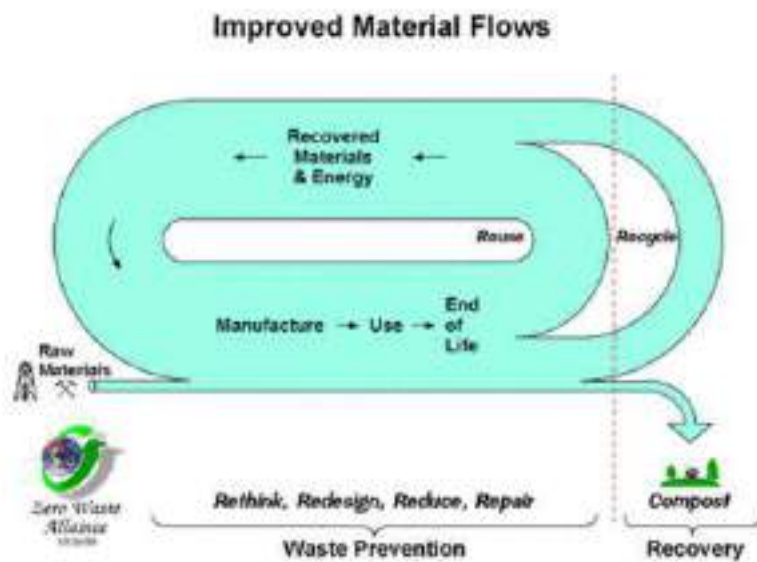 Improved Material Flows
Recovered
Materials
& Energy
Reuse
Recycle
Manufacture
Use
End
of
Life
Raw
Materials
Zero Waste
Alliance
Rethink, Redesign, Reduce, Repair
Compost
Waste Prevention
Recovery